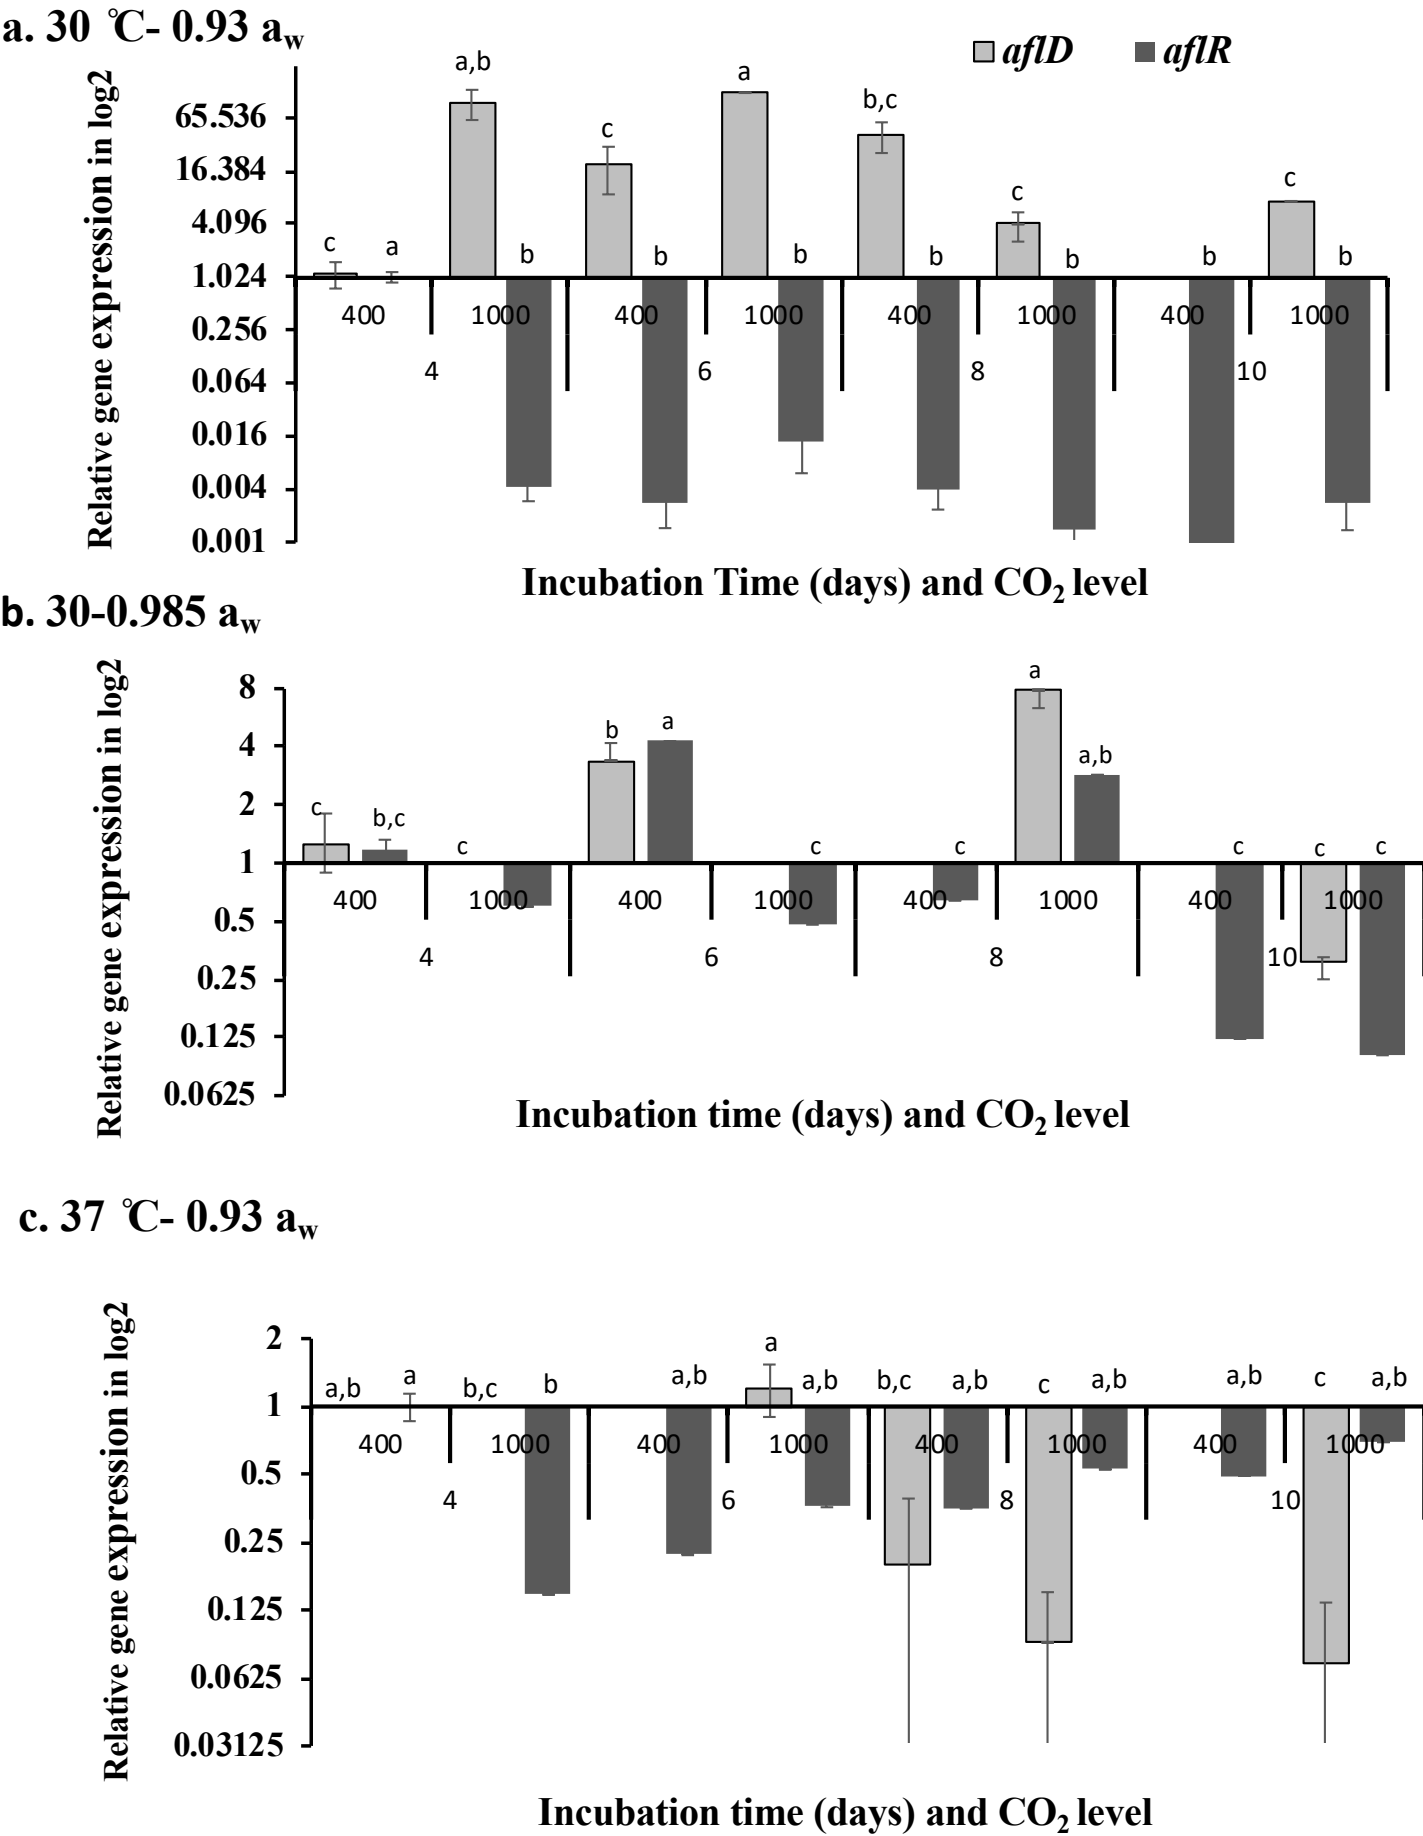 a. 30 ℃- 0.93 aw
aflD aflR
Relative gene expression in log2
65.536
16.384
4.096
1.024
0.256
0.064
0.016
0.004
0.001
c a a,b b c b a b b,c b c b b c b
400 1000 400 1000 400 1000 400 1000
4 6 8 10
Incubation Time (days) and CO2 level
b. 30-0.985 aw
Relative gene expression in log2
8
4
2
1
0.5
0.25
0.125
0.0625
c b,c c b a c c a a,b c c c
400 1000 400 1000 400 1000 400 1000
4 6 8 10
Incubation time (days) and CO2 level
c. 37 ℃- 0.93 aw
Relative gene expression in log2
2
1
0.5
0.25
0.125
0.0625
0.03125
a,b a b,c b a,b a a,b b,c a,b c a,b a,b c a,b
400 1000 400 1000 400 1000 400 1000
4 6 8 10
Incubation time (days) and CO2 level